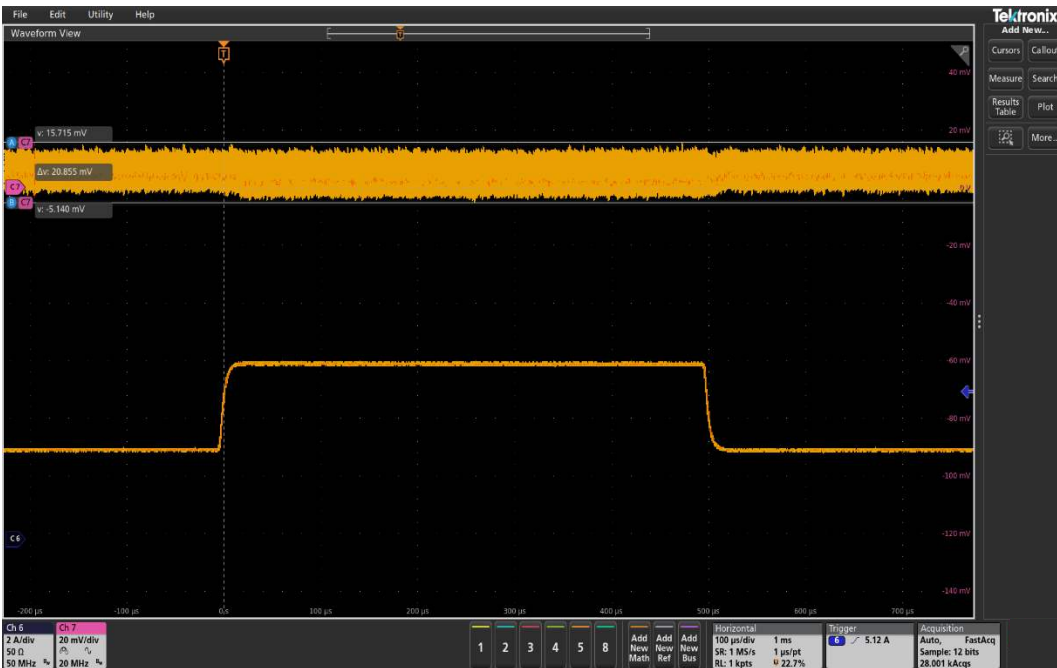 File Edit Utility Help
Tektronix
Waveform View
Add New...
Cursors Callout
Measure Search
Results Table Plot
More...
T
T
40 mV
20 mV
0 V
-20 mV
-40 mV
-60 mV
-80 mV
-100 mV
-120 mV
-140 mV
A C7 v: 15.715 mV
Δv: 20.855 mV
C7
B C7 v: -5.140 mV
C6
-200 µs -100 µs 0s 100 µs 200 µs 300 µs 400 µs 500 µs 600 µs 700 µs
Ch 6
2 A/div
50 Ω
50 MHz
Ch 7
20 mV/div
20 MHz
1 2 3 4 5 8
Add New Math
Add New Ref
Add New Bus
Horizontal
100 µs/div 1 ms
SR: 1 MS/s 1 µs/pt
RL: 1 kpts 22.7%
Trigger
6 5.12 A
Acquisition
Auto, FastAcq
Sample: 12 bits
28.001 kAcqs